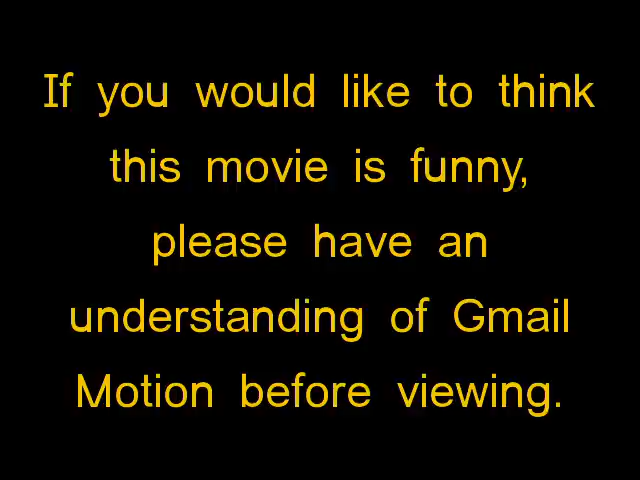 If you would like to think
this movie is funny,
please have an
understanding of Gmail
Motion before viewing.